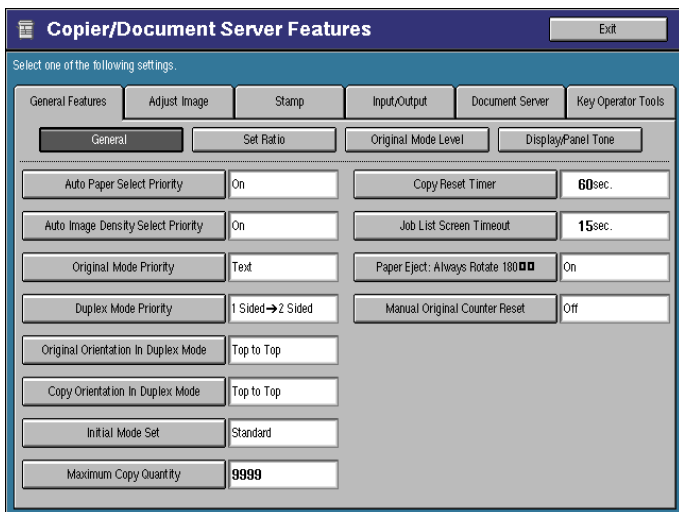 Copier/Document Server Features
Exit
Select one of the following settings.
General Features
Adjust Image
Stamp
Input/Output
Document Server
Key Operator Tools
General
Set Ratio
Original Mode Level
Display/Panel Tone
Auto Paper Select Priority
On
Auto Image Density Select Priority
On
Original Mode Priority
Text
Duplex Mode Priority
1 Sided→2 Sided
Original Orientation In Duplex Mode
Top to Top
Copy Orientation In Duplex Mode
Top to Top
Initial Mode Set
Standard
Maximum Copy Quantity
9999
Copy Reset Timer
60sec.
Job List Screen Timeout
15sec.
Paper Eject: Always Rotate 180
On
Manual Original Counter Reset
Off